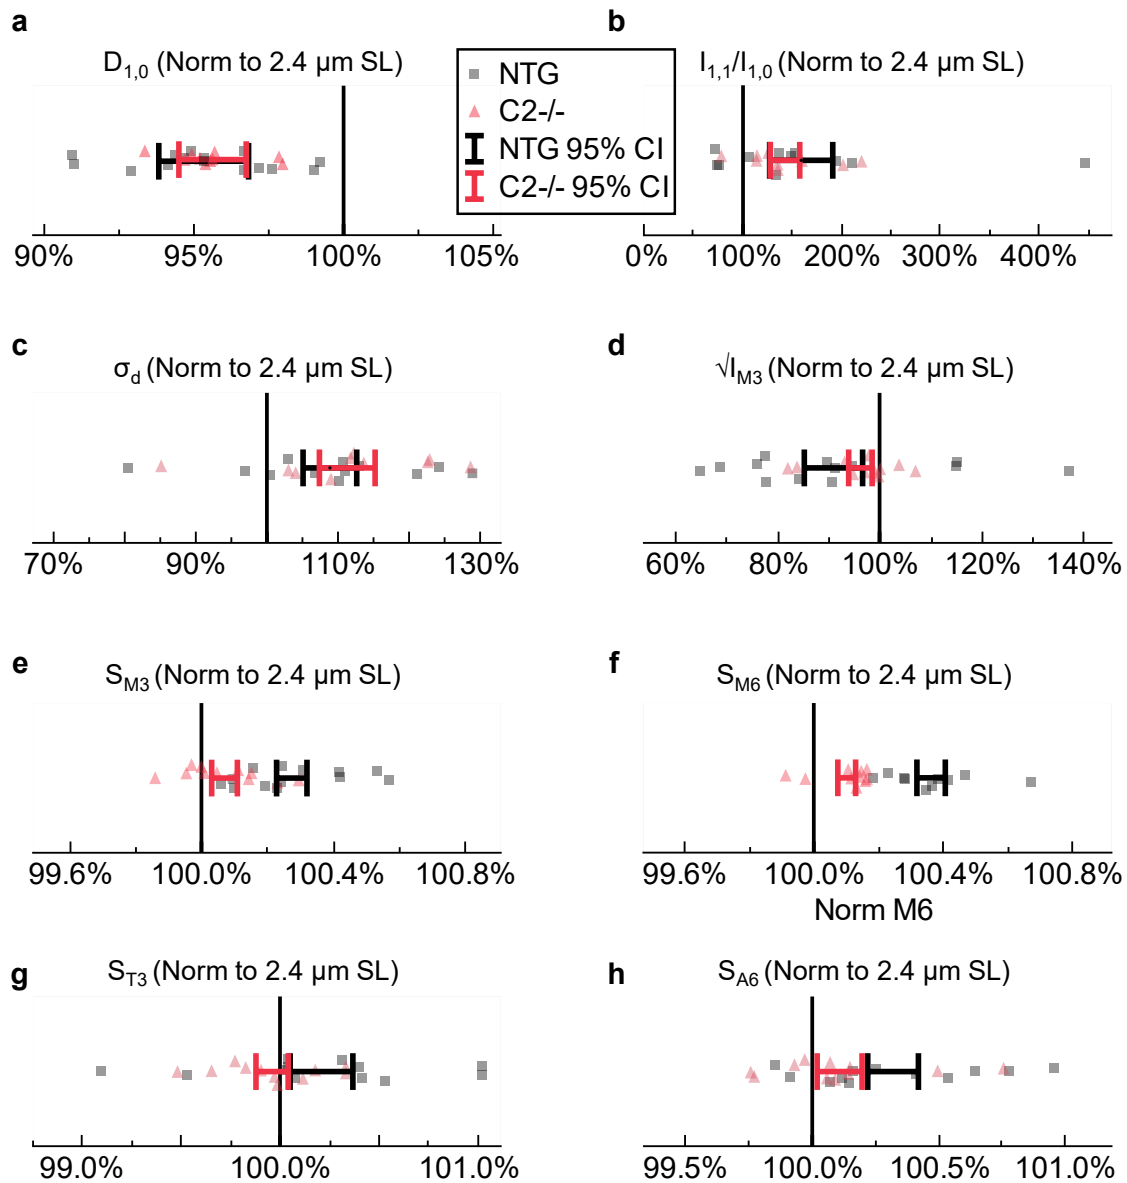 a
D1,0 (Norm to 2.4 µm SL)
90% 95% 100% 105%
NTG
C2-/-
NTG 95% CI
C2-/- 95% CI
b
I1,1/I1,0 (Norm to 2.4 µm SL)
0% 100% 200% 300% 400%
c
σd (Norm to 2.4 µm SL)
70% 90% 110% 130%
d
√IM3 (Norm to 2.4 µm SL)
60% 80% 100% 120% 140%
e
SM3 (Norm to 2.4 µm SL)
99.6% 100.0% 100.4% 100.8%
f
SM6 (Norm to 2.4 µm SL)
99.6% 100.0% 100.4% 100.8%
Norm M6
g
ST3 (Norm to 2.4 µm SL)
99.0% 100.0% 101.0%
h
SA6 (Norm to 2.4 µm SL)
99.5% 100.0% 100.5% 101.0%